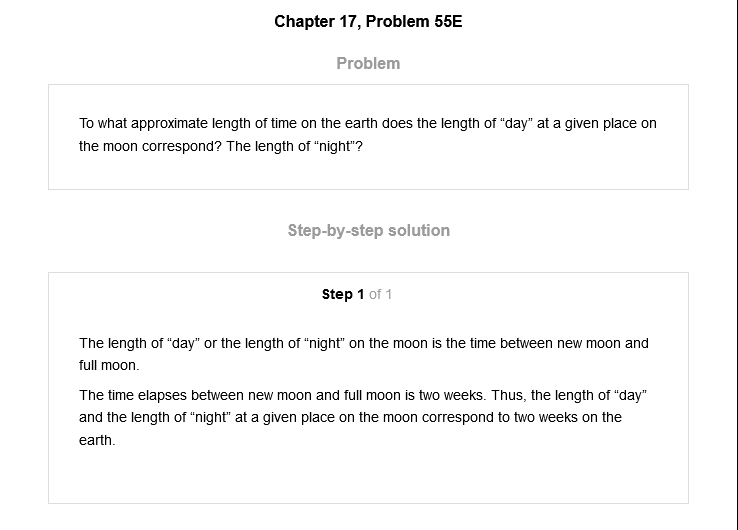 Chapter 17, Problem 55E
Problem
To what approximate length of time on the earth does the length of “day” at a given place on
the moon correspond? The length of “night”?
Step-by-step solution
Step 1 of 1
The length of “day” or the length of “night” on the moon is the time between new moon and
full moon.
The time elapses between new moon and full moon is two weeks. Thus, the length of “day”
and the length of “night” at a given place on the moon correspond to two weeks on the
earth.